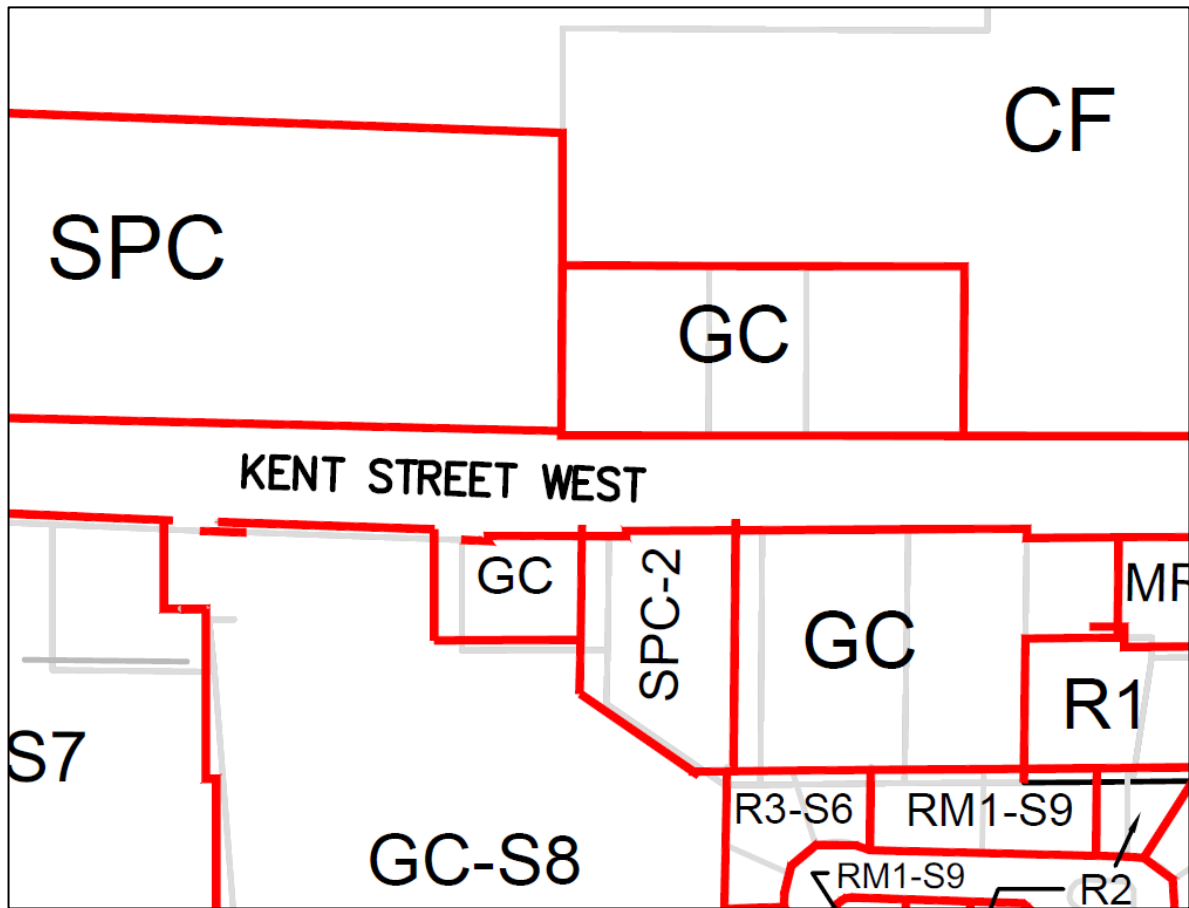 CF
SPC
GC
KENT STREET WEST
GC
SPC-2
GC
MR
R1
S7
R3-S6
RM1-S9
GC-S8
RM1-S9
R2